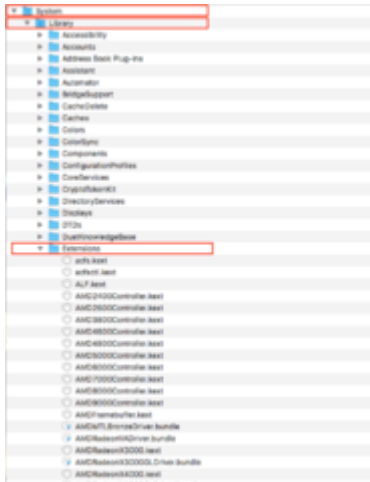 System
Library
Accessibility
Accounts
Address Book Plug-Ins
Assistant
Automator
BridgeSupport
CacheDelete
Caches
Colors
ColorSync
Components
ConfigurationProfiles
CoreServices
CryptoTokenKit
DirectoryServices
Displays
DTDs
DuetKnowledgeBase
Extensions
acfs.kext
acfsctl.kext
ALF.kext
AMD2400Controller.kext
AMD2600Controller.kext
AMD3800Controller.kext
AMD4600Controller.kext
AMD4800Controller.kext
AMD5000Controller.kext
AMD6000Controller.kext
AMD7000Controller.kext
AMD8000Controller.kext
AMD9000Controller.kext
AMDFramebuffer.kext
AMDMTLBronzeDriver.bundle
AMDRadeonVADriver.bundle
AMDRadeonX3000.kext
AMDRadeonX3000GLDriver.bundle
AMDRadeonX4000.kext